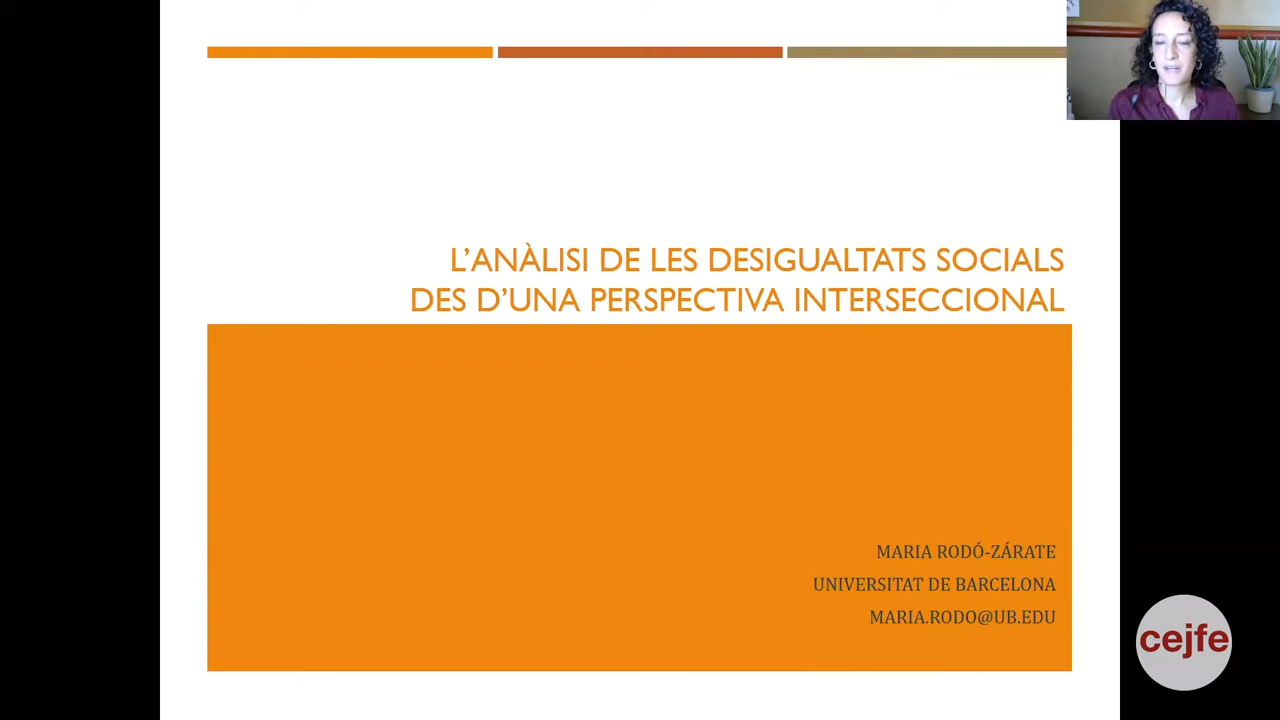 L'ANÀLISI DE LES DESIGUALTATS SOCIALS
DES D'UNA PERSPECTIVA INTERSECCIONAL
MARIA RODÓ-ZÁRATE
UNIVERSITAT DE BARCELONA
MARIA.RODO@UB.EDU
cejfe